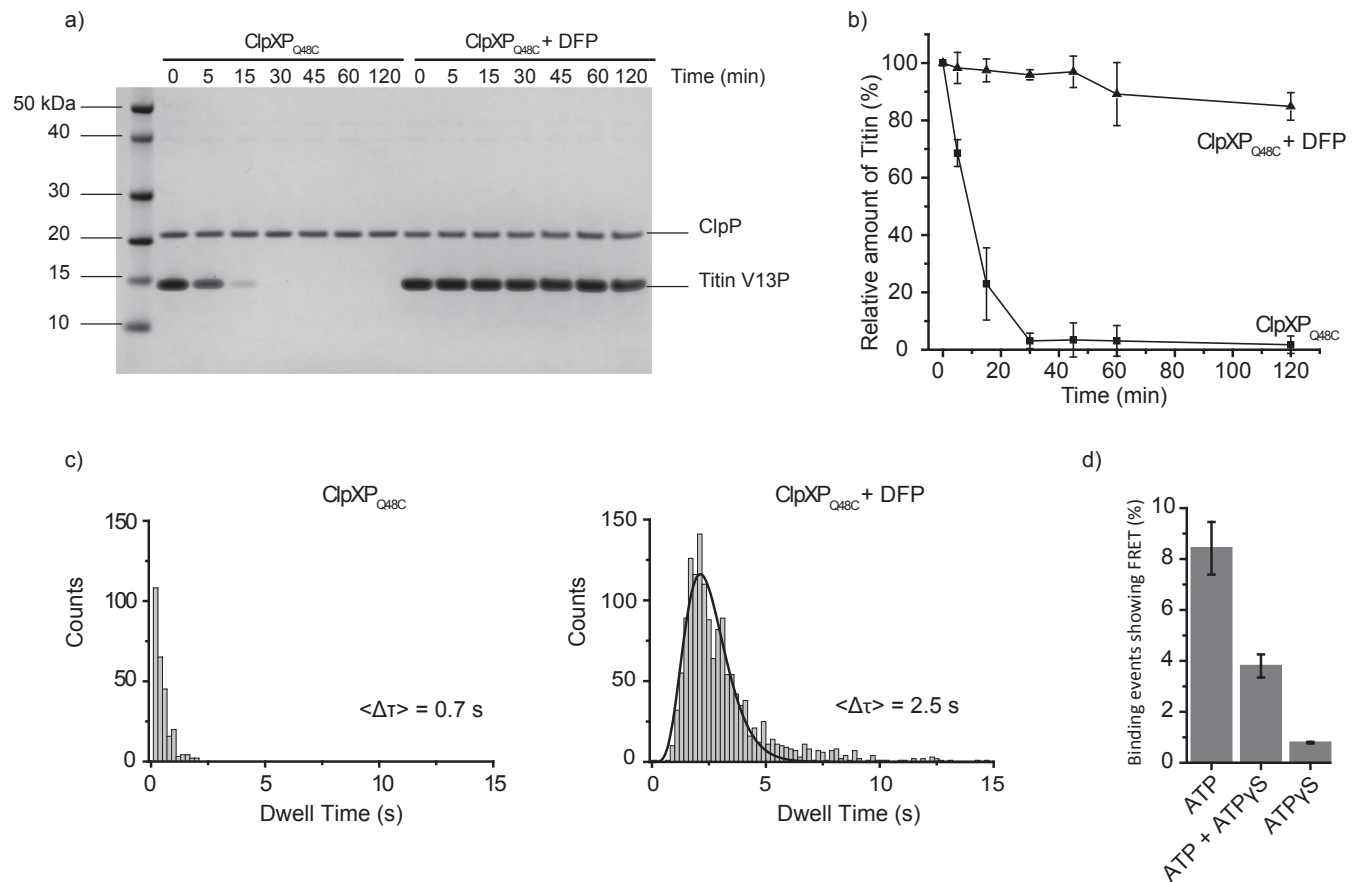 a)
ClpXP Q48C
ClpXP Q48C + DFP
0 5 15 30 45 60 120 0 5 15 30 45 60 120 Time (min)
50 kDa
40
30
20
15
10
ClpP
Titin V13P
b)
Relative amount of Titin (%)
100
80
60
40
20
0
ClpXP Q48C + DFP
ClpXP Q48C
0 20 40 60 80 100 120
Time (min)
c)
ClpXP Q48C
Counts
150
100
50
0
<Δτ> = 0.7 s
0 5 10 15
Dwell Time (s)
ClpXP Q48C + DFP
Counts
150
100
50
0
<Δτ> = 2.5 s
0 5 10 15
Dwell Time (s)
d)
Binding events showing FRET (%)
10
8
6
4
2
0
ATP
ATP + ATPγS
ATPγS